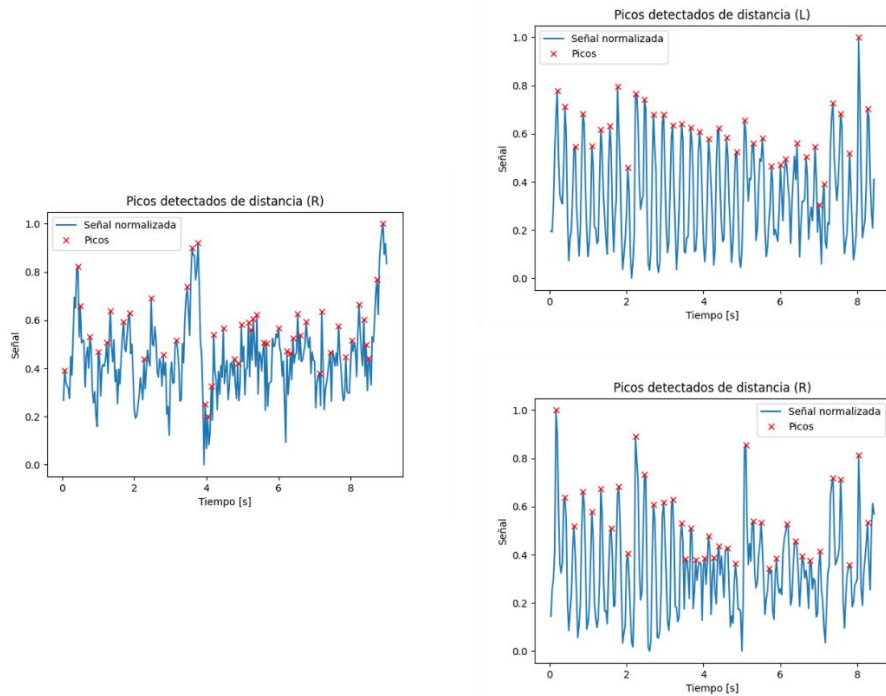 Picos detectados de distancia (R)
Señal normalizada
Picos
Señal
1.0
0.8
0.6
0.4
0.2
0.0
0
2
4
6
8
Tiempo [s]
Picos detectados de distancia (L)
Señal normalizada
Picos
Señal
1.0
0.8
0.6
0.4
0.2
0.0
0
2
4
6
8
Tiempo [s]
Picos detectados de distancia (R)
Señal normalizada
Picos
Señal
1.0
0.8
0.6
0.4
0.2
0.0
0
2
4
6
8
Tiempo [s]